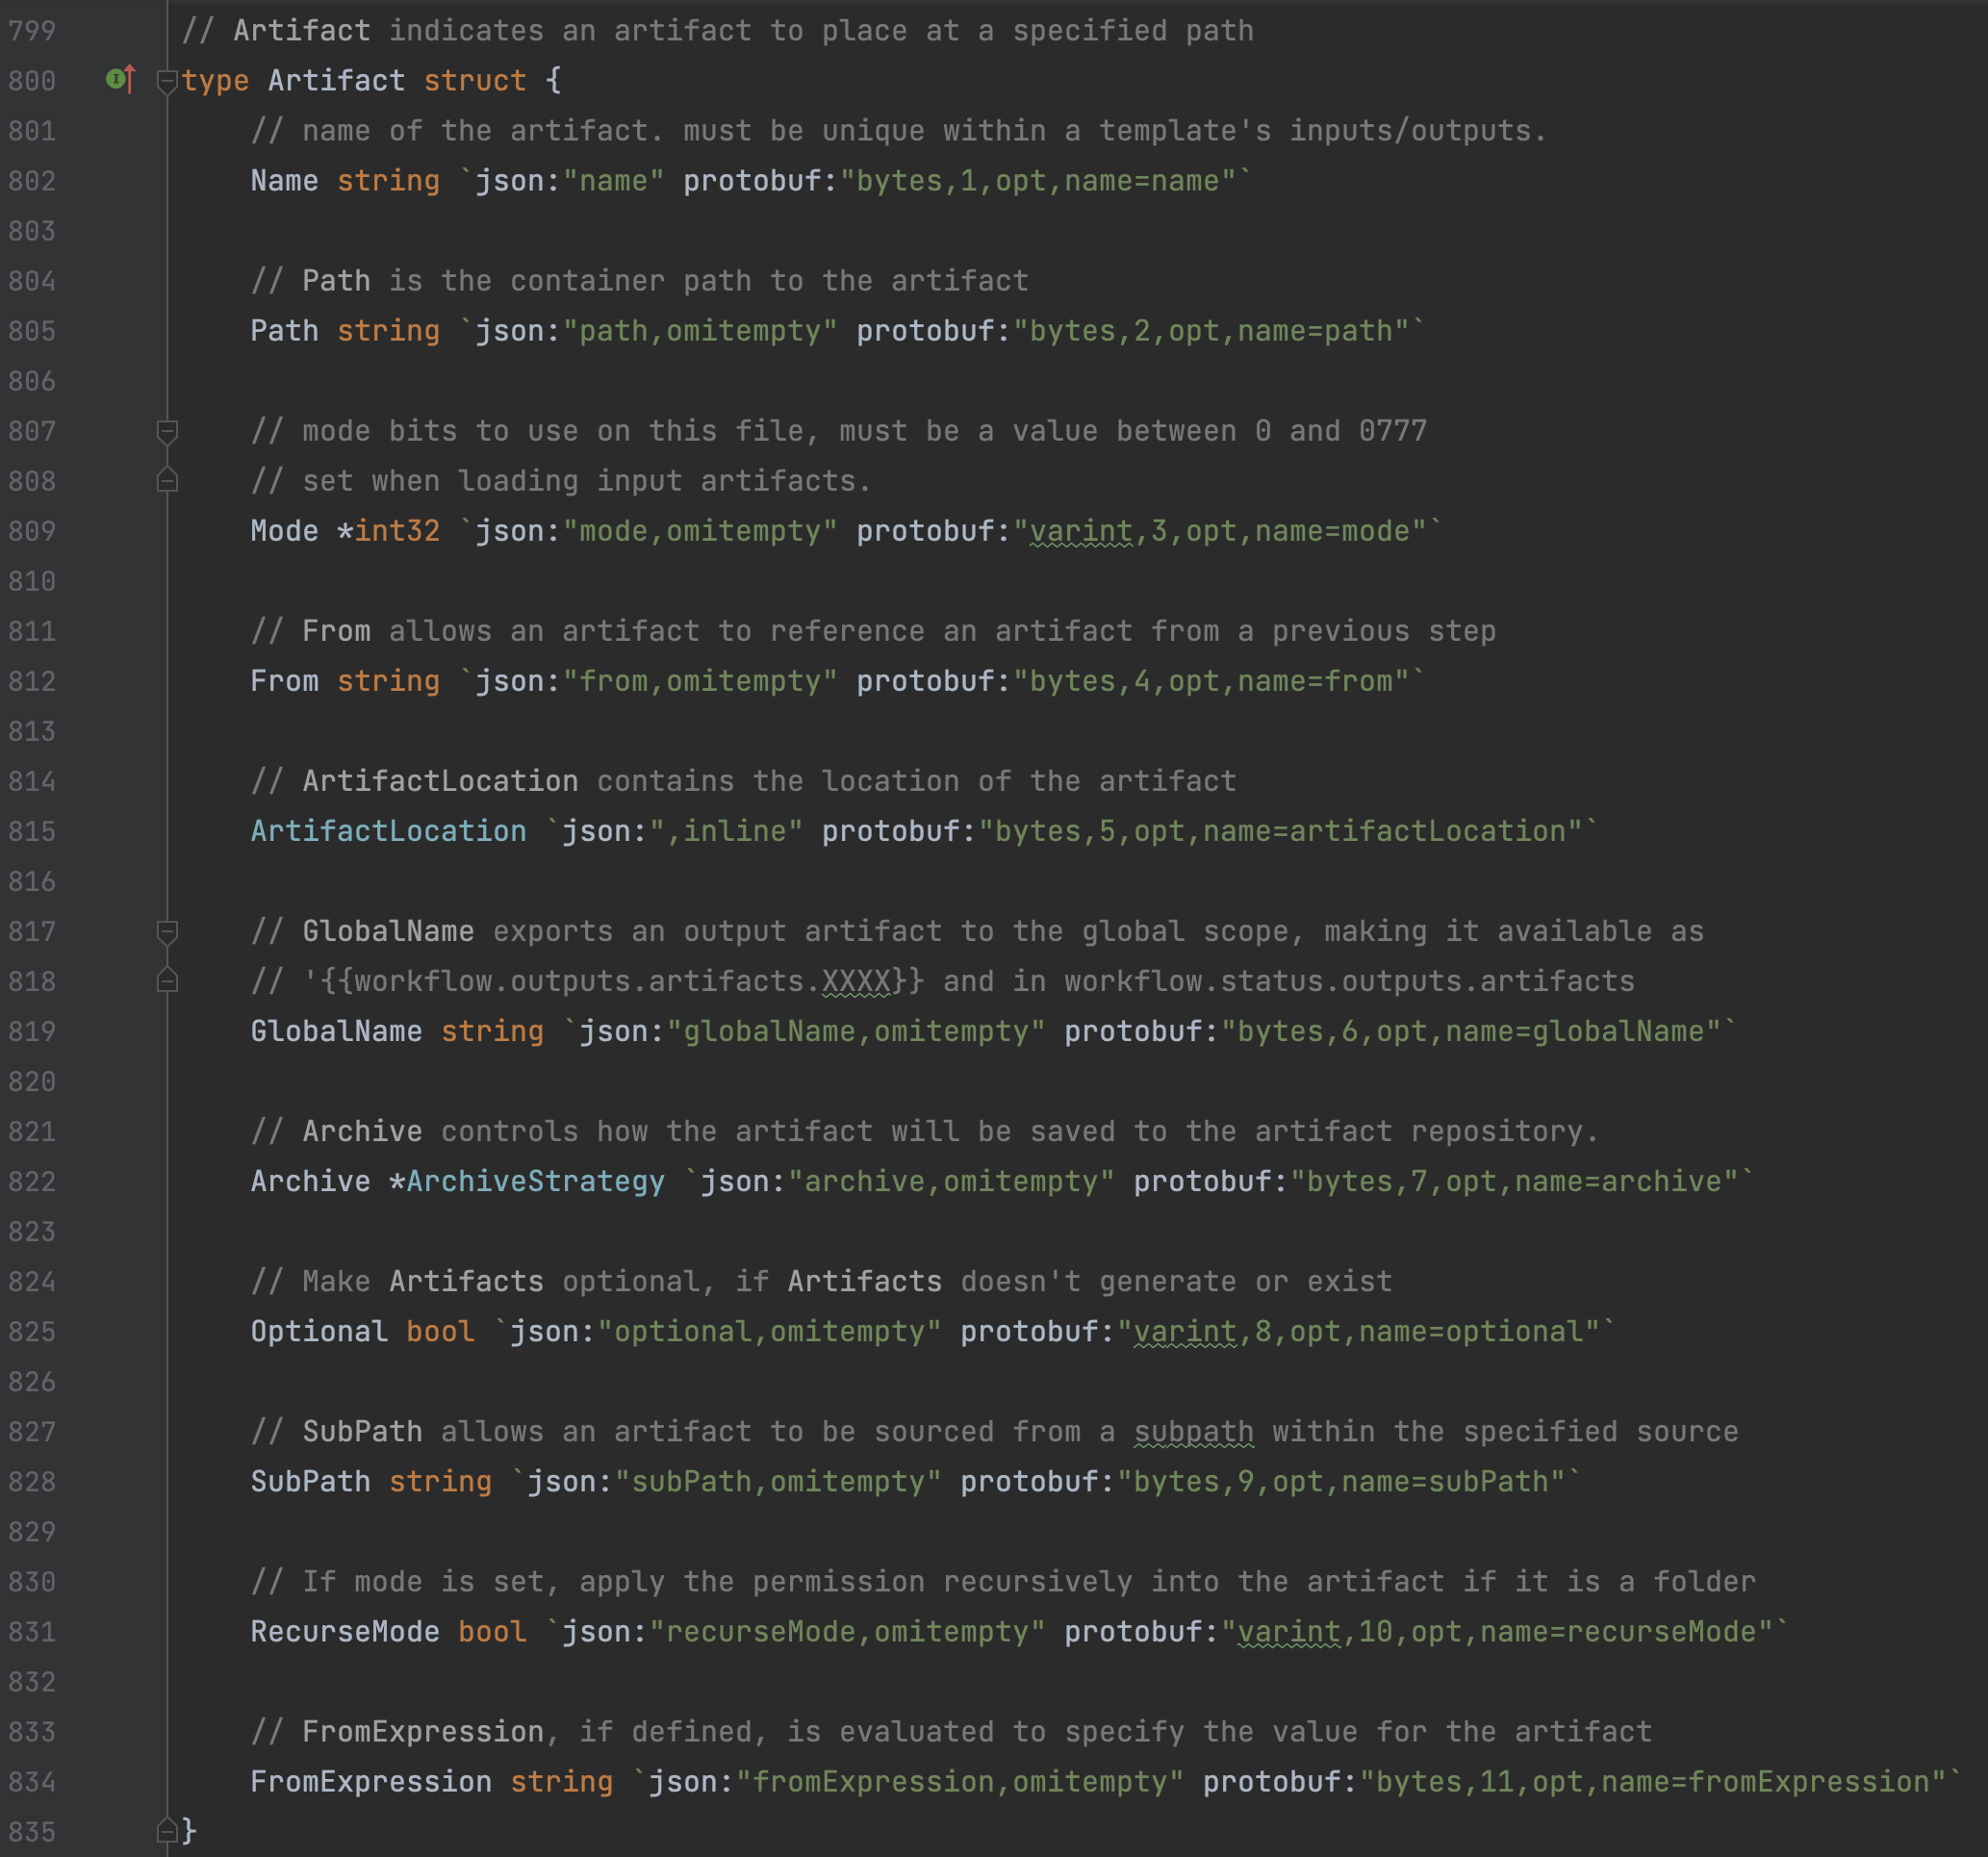 799 // Artifact indicates an artifact to place at a specified path
800 type Artifact struct {
801 // name of the artifact. must be unique within a template's inputs/outputs.
802 Name string `json:"name" protobuf:"bytes,1,opt,name=name"`
803
804 // Path is the container path to the artifact
805 Path string `json:"path,omitempty" protobuf:"bytes,2,opt,name=path"`
806
807 // mode bits to use on this file, must be a value between 0 and 0777
808 // set when loading input artifacts.
809 Mode *int32 `json:"mode,omitempty" protobuf:"varint,3,opt,name=mode"`
810
811 // From allows an artifact to reference an artifact from a previous step
812 From string `json:"from,omitempty" protobuf:"bytes,4,opt,name=from"`
813
814 // ArtifactLocation contains the location of the artifact
815 ArtifactLocation `json:",inline" protobuf:"bytes,5,opt,name=artifactLocation"`
816
817 // GlobalName exports an output artifact to the global scope, making it available as
818 // '{{workflow.outputs.artifacts.XXXX}} and in workflow.status.outputs.artifacts
819 GlobalName string `json:"globalName,omitempty" protobuf:"bytes,6,opt,name=globalName"`
820
821 // Archive controls how the artifact will be saved to the artifact repository.
822 Archive *ArchiveStrategy `json:"archive,omitempty" protobuf:"bytes,7,opt,name=archive"`
823
824 // Make Artifacts optional, if Artifacts doesn't generate or exist
825 Optional bool `json:"optional,omitempty" protobuf:"varint,8,opt,name=optional"`
826
827 // SubPath allows an artifact to be sourced from a subpath within the specified source
828 SubPath string `json:"subPath,omitempty" protobuf:"bytes,9,opt,name=subPath"`
829
830 // If mode is set, apply the permission recursively into the artifact if it is a folder
831 RecurseMode bool `json:"recurseMode,omitempty" protobuf:"varint,10,opt,name=recurseMode"`
832
833 // FromExpression, if defined, is evaluated to specify the value for the artifact
834 FromExpression string `json:"fromExpression,omitempty" protobuf:"bytes,11,opt,name=fromExpression"`
835 }